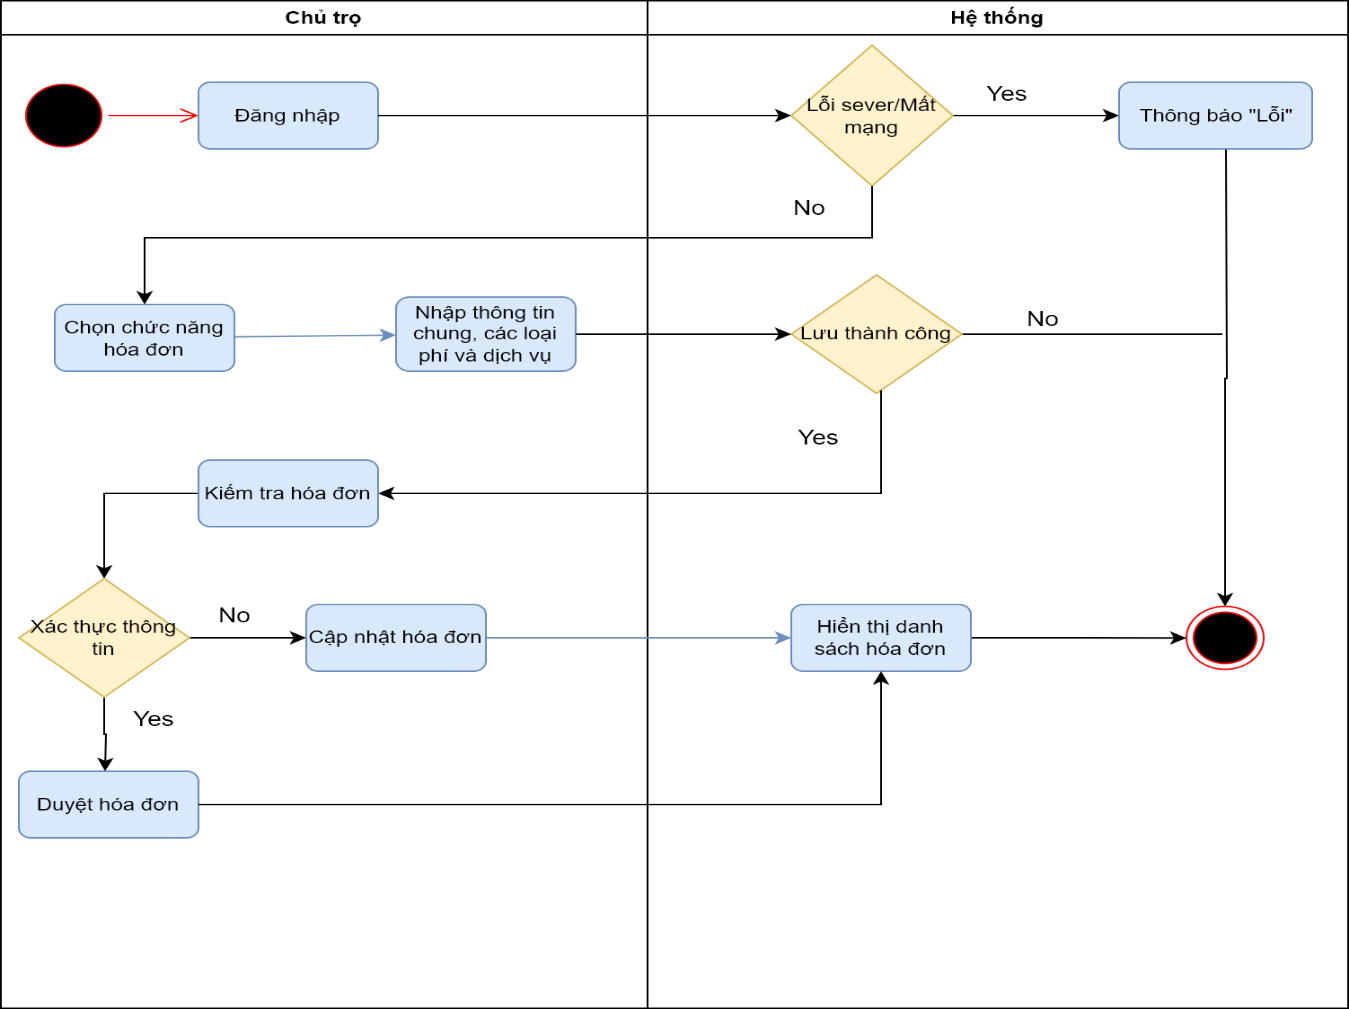 Chủ trọ
Hệ thống
Đăng nhập
Lỗi sever/Mất
mạng
Yes
Thông báo "Lỗi"
No
Chọn chức năng
hóa đơn
Nhập thông tin
chung, các loại
phí và dịch vụ
Lưu thành công
No
Yes
Kiểm tra hóa đơn
Xác thực thông
tin
No
Cập nhật hóa đơn
Hiển thị danh
sách hóa đơn
Yes
Duyệt hóa đơn